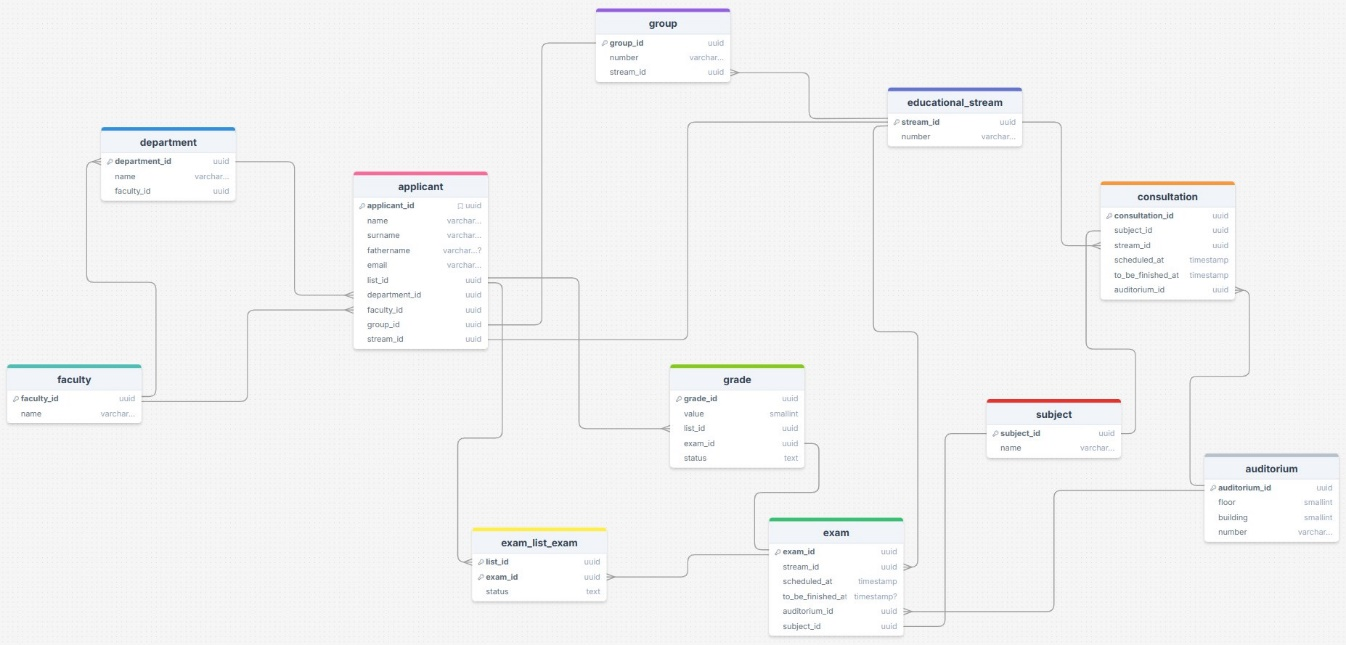 group
group_id uuid
number varchar...
stream_id uuid
educational_stream
stream_id uuid
number varchar...
department
department_id uuid
name varchar...
faculty_id uuid
applicant
applicant_id uuid
name varchar...
surname varchar...
fathername varchar...?
email varchar...
list_id uuid
department_id uuid
faculty_id uuid
group_id uuid
stream_id uuid
consultation
consultation_id uuid
subject_id uuid
stream_id uuid
scheduled_at timestamp
to_be_finished_at timestamp
auditorium_id uuid
faculty
faculty_id uuid
name varchar...
grade
grade_id uuid
value smallint
list_id uuid
exam_id uuid
status text
subject
subject_id uuid
name varchar...
auditorium
auditorium_id uuid
floor smallint
building smallint
number varchar...
exam_list_exam
list_id uuid
exam_id uuid
status text
exam
exam_id uuid
stream_id uuid
scheduled_at timestamp
to_be_finished_at timestamp?
auditorium_id uuid
subject_id uuid